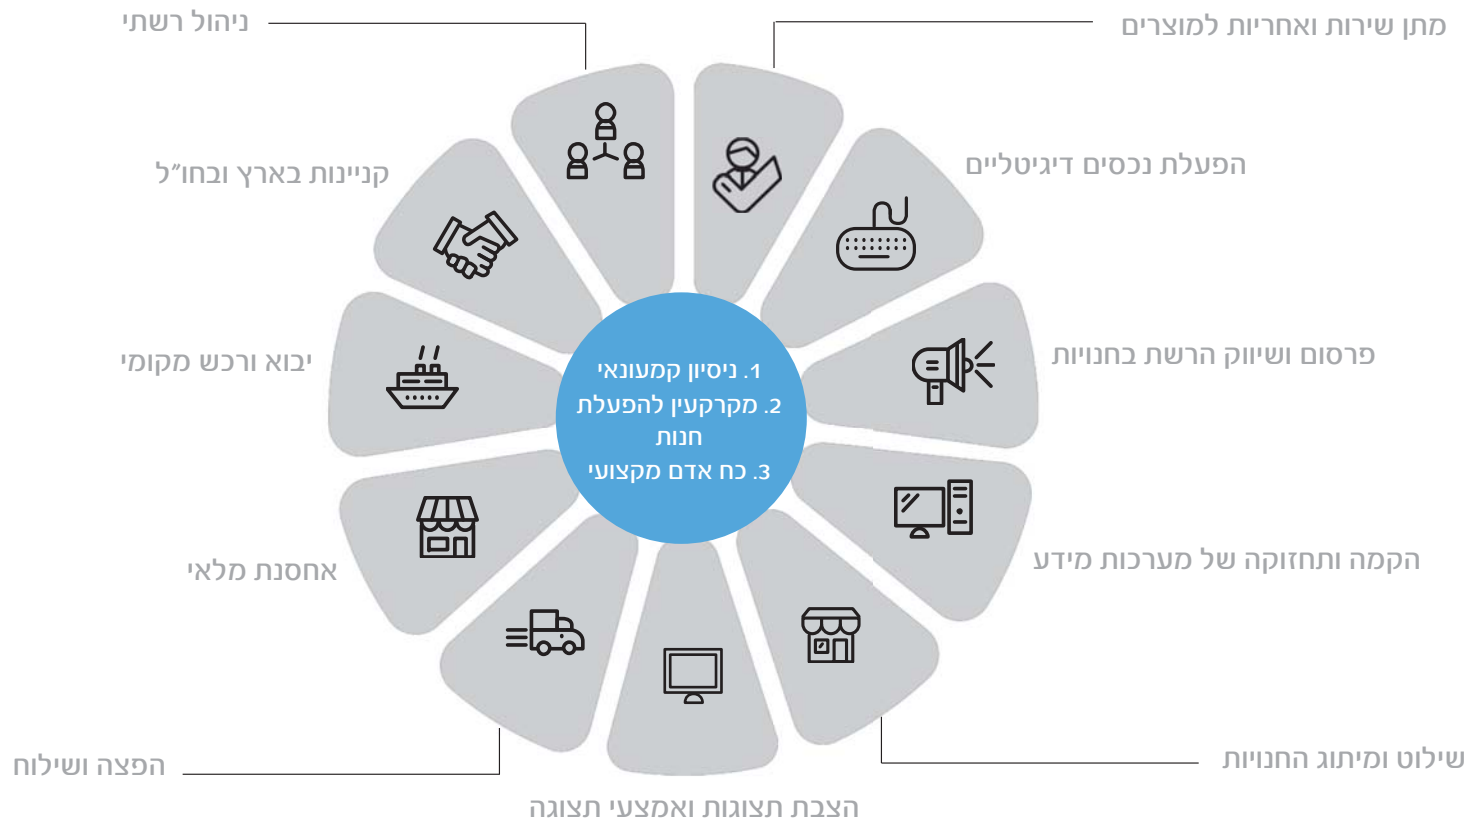 מתן שירות ואחריות למוצרים
ניהול רשתי
הפעלת נכסים דיגיטליים
קניינות בארץ ובחו״ל
פרסום ושיווק הרשת בחנויות
יבוא ורכש מקומי
1. ניסיון קמעונאי
2. מקרקעין להפעלת
חנות
3. כח אדם מקצועי
הקמה ותחזוקה של מערכות מידע
אחסנת מלאי
שילוט ומיתוג החנויות
הפצה ושילוח
הצבת תצוגות ואמצעי תצוגה